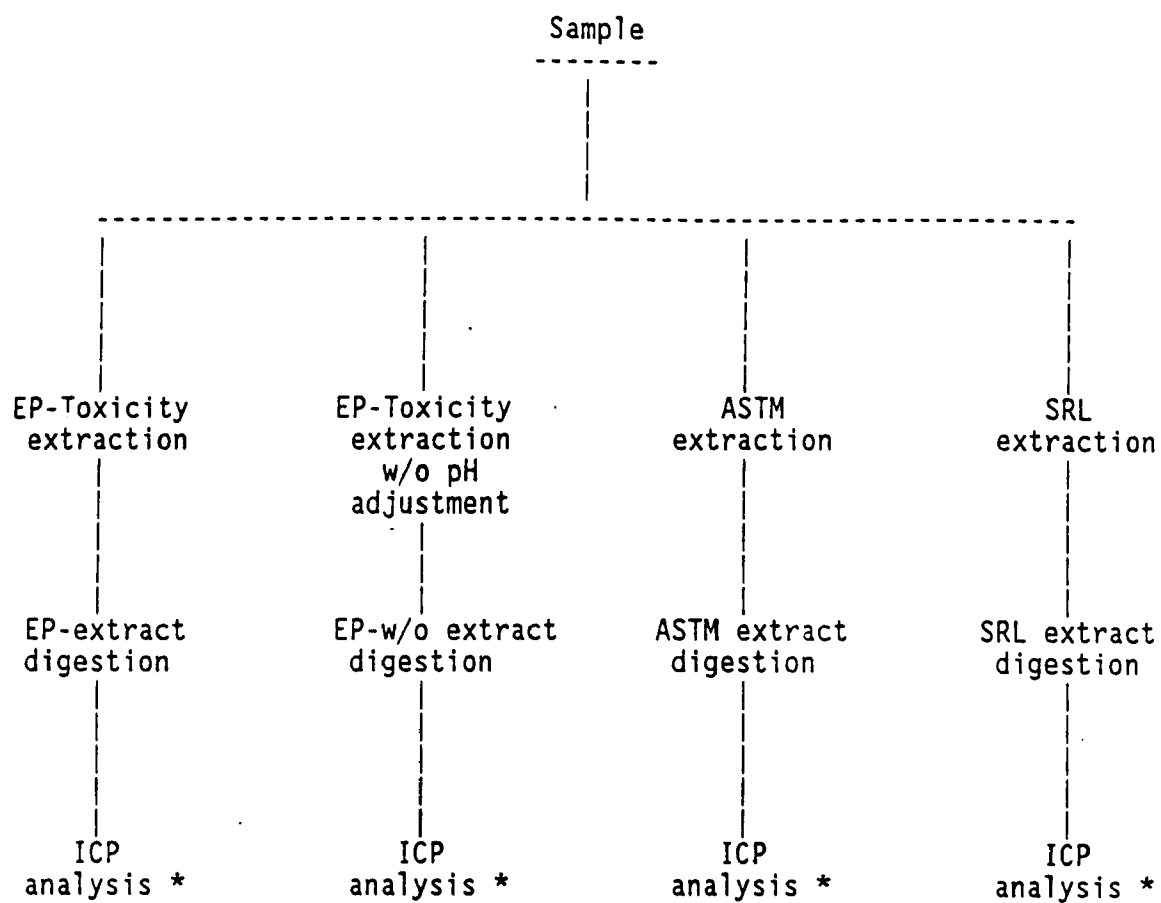 Sample
EP-Toxicity
extraction
EP-Toxicity
extraction
w/o pH
adjustment
ASTM
extraction
SRL
extraction
EP-extract
digestion
EP-w/o extract
digestion
ASTM extract
digestion
SRL extract
digestion
ICP
analysis *
ICP
analysis *
ICP
analysis *
ICP
analysis *